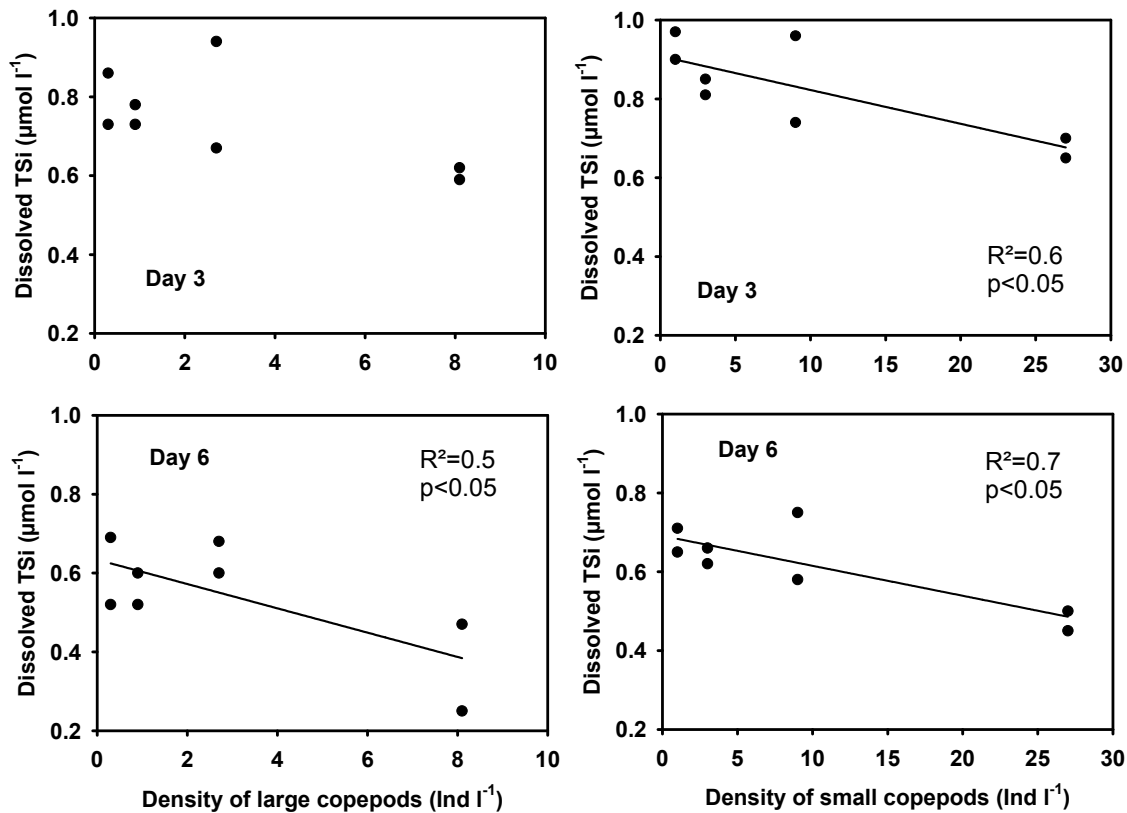 1.0
0.8
0.6
0.4
0.2
Dissolved TSi (µmol l⁻¹)
Day 3
0 2 4 6 8 10
1.0
0.8
0.6
0.4
0.2
Dissolved TSi (µmol l⁻¹)
Day 3
R²=0.6
p<0.05
0 5 10 15 20 25 30
1.0
0.8
0.6
0.4
0.2
Dissolved TSi (µmol l⁻¹)
Day 6
R²=0.5
p<0.05
0 2 4 6 8 10
Density of large copepods (Ind l⁻¹)
1.0
0.8
0.6
0.4
0.2
Dissolved TSi (µmol l⁻¹)
Day 6
R²=0.7
p<0.05
0 5 10 15 20 25 30
Density of small copepods (Ind l⁻¹)